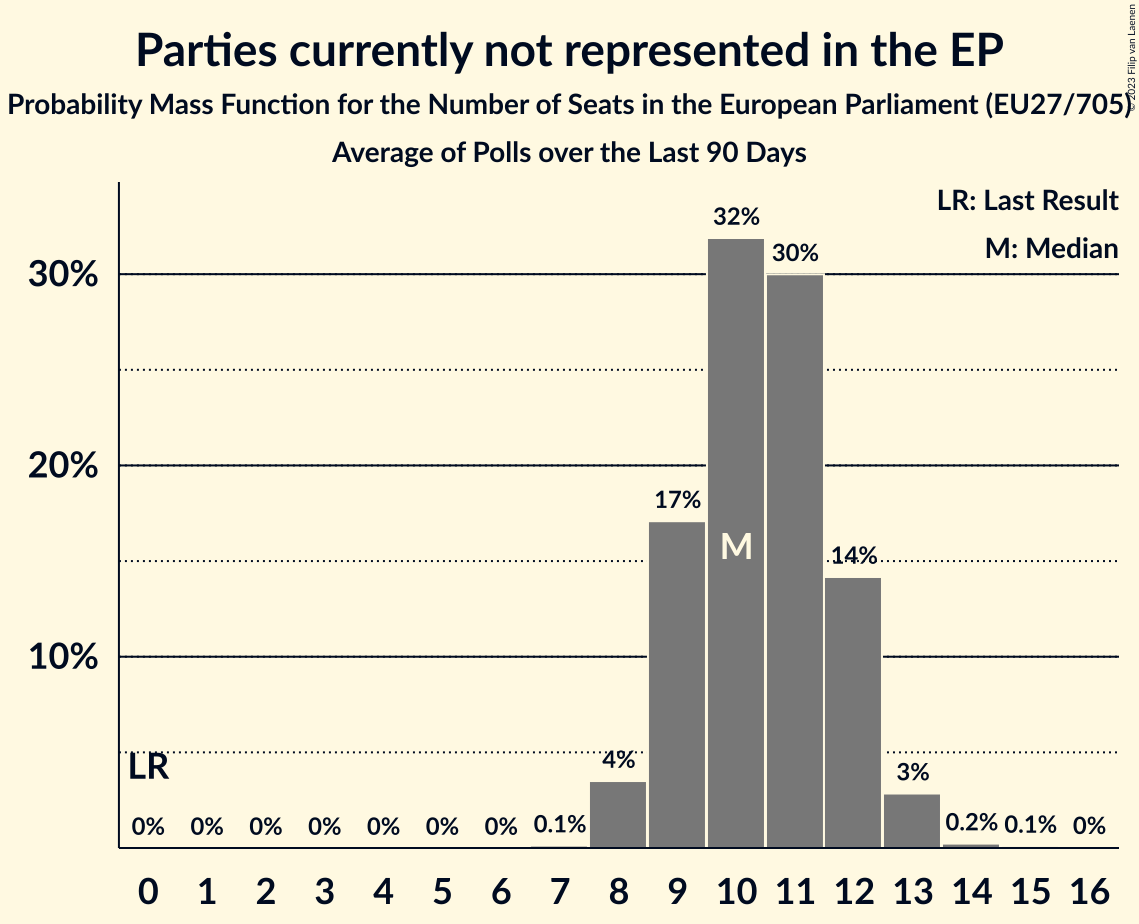 Parties currently not represented in the EP
Probability Mass Function for the Number of Seats in the European Parliament (EU27/705)
Average of Polls over the Last 90 Days
© 2023 Filip van Laenen
LR: Last Result
M: Median
30%
20%
10%
LR
M
0% 0% 0% 0% 0% 0% 0% 0.1% 4% 17% 32% 30% 14% 3% 0.2% 0.1% 0%
0 1 2 3 4 5 6 7 8 9 10 11 12 13 14 15 16